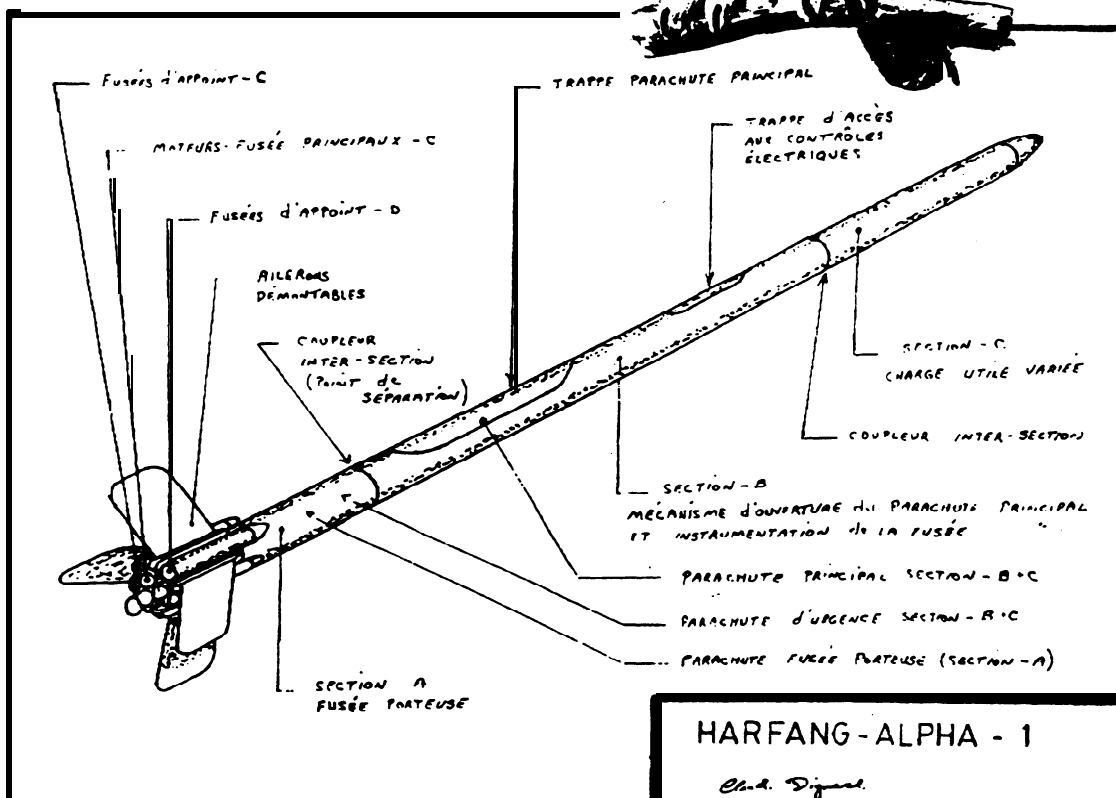 FUSÉES d'APPOINT-C
MOTEURS-FUSÉE PRINCIPAUX - C
FUSÉES d'APPOINT - D
AILERONS
DÉMONTABLES
COUPLEUR
INTER-SECTION
(POINT de
SÉPARATION)
TRAPPE PARACHUTE PRINCIPAL
TRAPPE d'ACCÈS
AUX CONTRÔLES
ÉLECTRIQUES
SECTION-C
CHARGE UTILE VARIÉE
COUPLEUR INTER-SECTION
SECTION-B
MÉCANISME d'OUVERTURE du PARACHUTE PRINCIPAL
ET INSTRUMENTATION de LA FUSÉE
PARACHUTE PRINCIPAL SECTION-B+C
PARACHUTE d'URGENCE SECTION-B+C
PARACHUTE FUSÉE PORTEUSE (SECTION-A)
SECTION A
FUSÉE PORTEUSE
HARFANG-ALPHA - 1